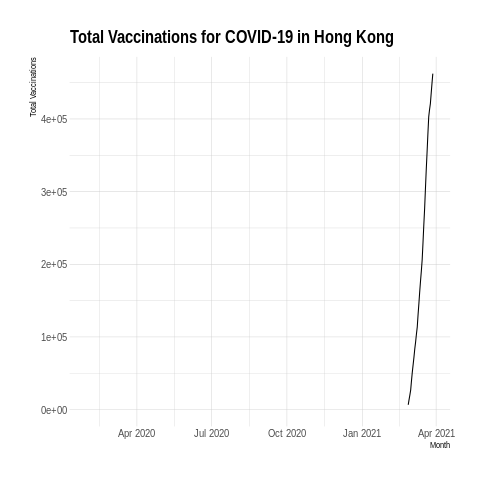 Total Vaccinations for COVID-19 in Hong Kong
Total Vaccinations
4e+05
3e+05
2e+05
1e+05
0e+00
Apr 2020 Jul 2020 Oct 2020 Jan 2021 Apr 2021
Month